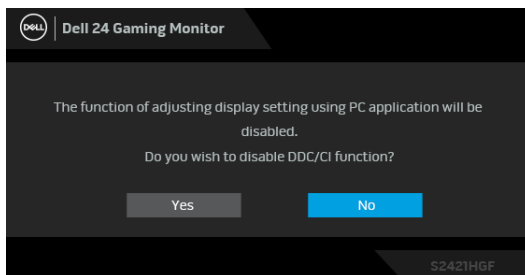 DELL
Dell 24 Gaming Monitor
The function of adjusting display setting using PC application will be
disabled.
Do you wish to disable DDC/CI function?
Yes
No
S2421HGF